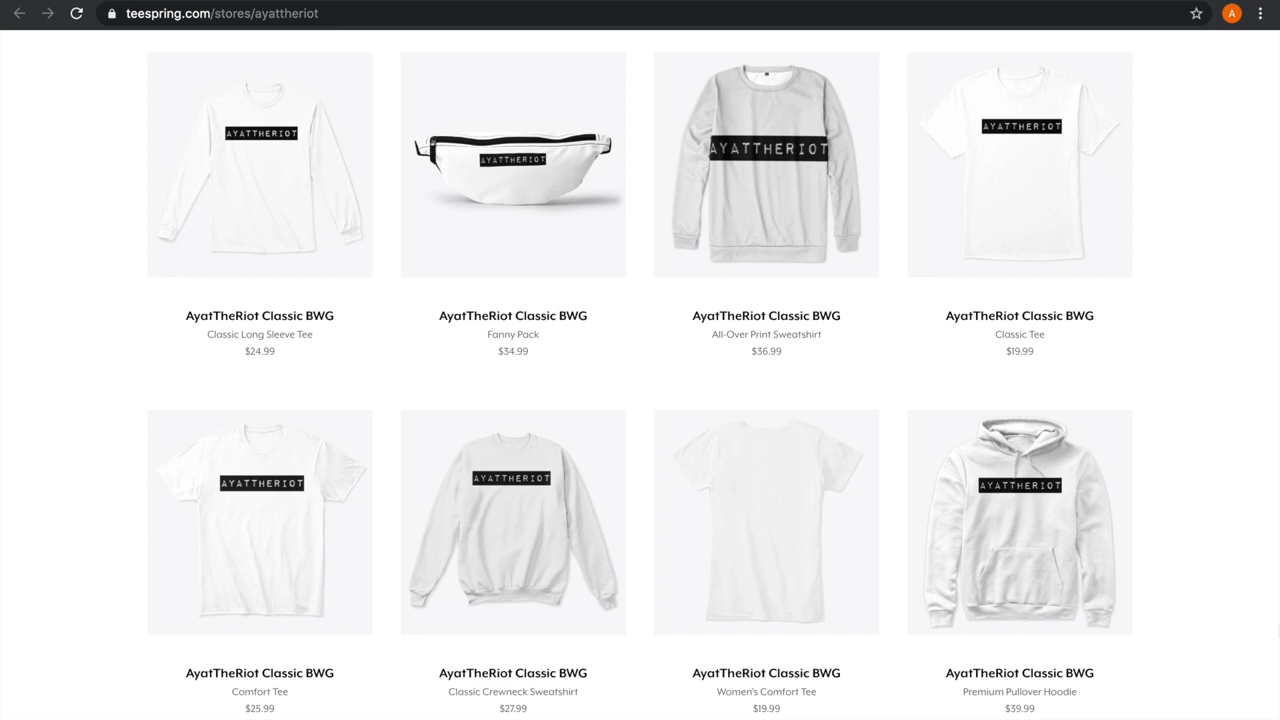 teespring.com/stores/ayattheriot
A
AYATTHERIOT
AYATTHERIOT
AYATTHERIOT
AYATTHERIOT
AyatTheRiot Classic BWG
Classic Long Sleeve Tee
$24.99
AyatTheRiot Classic BWG
Fanny Pack
$34.99
AyatTheRiot Classic BWG
All-Over Print Sweatshirt
$36.99
AyatTheRiot Classic BWG
Classic Tee
$19.99
AYATTHERIOT
AYATTHERIOT
AYATTHERIOT
AyatTheRiot Classic BWG
Comfort Tee
$25.99
AyatTheRiot Classic BWG
Classic Crewneck Sweatshirt
$27.99
AyatTheRiot Classic BWG
Women's Comfort Tee
$19.99
AyatTheRiot Classic BWG
Premium Pullover Hoodie
$39.99